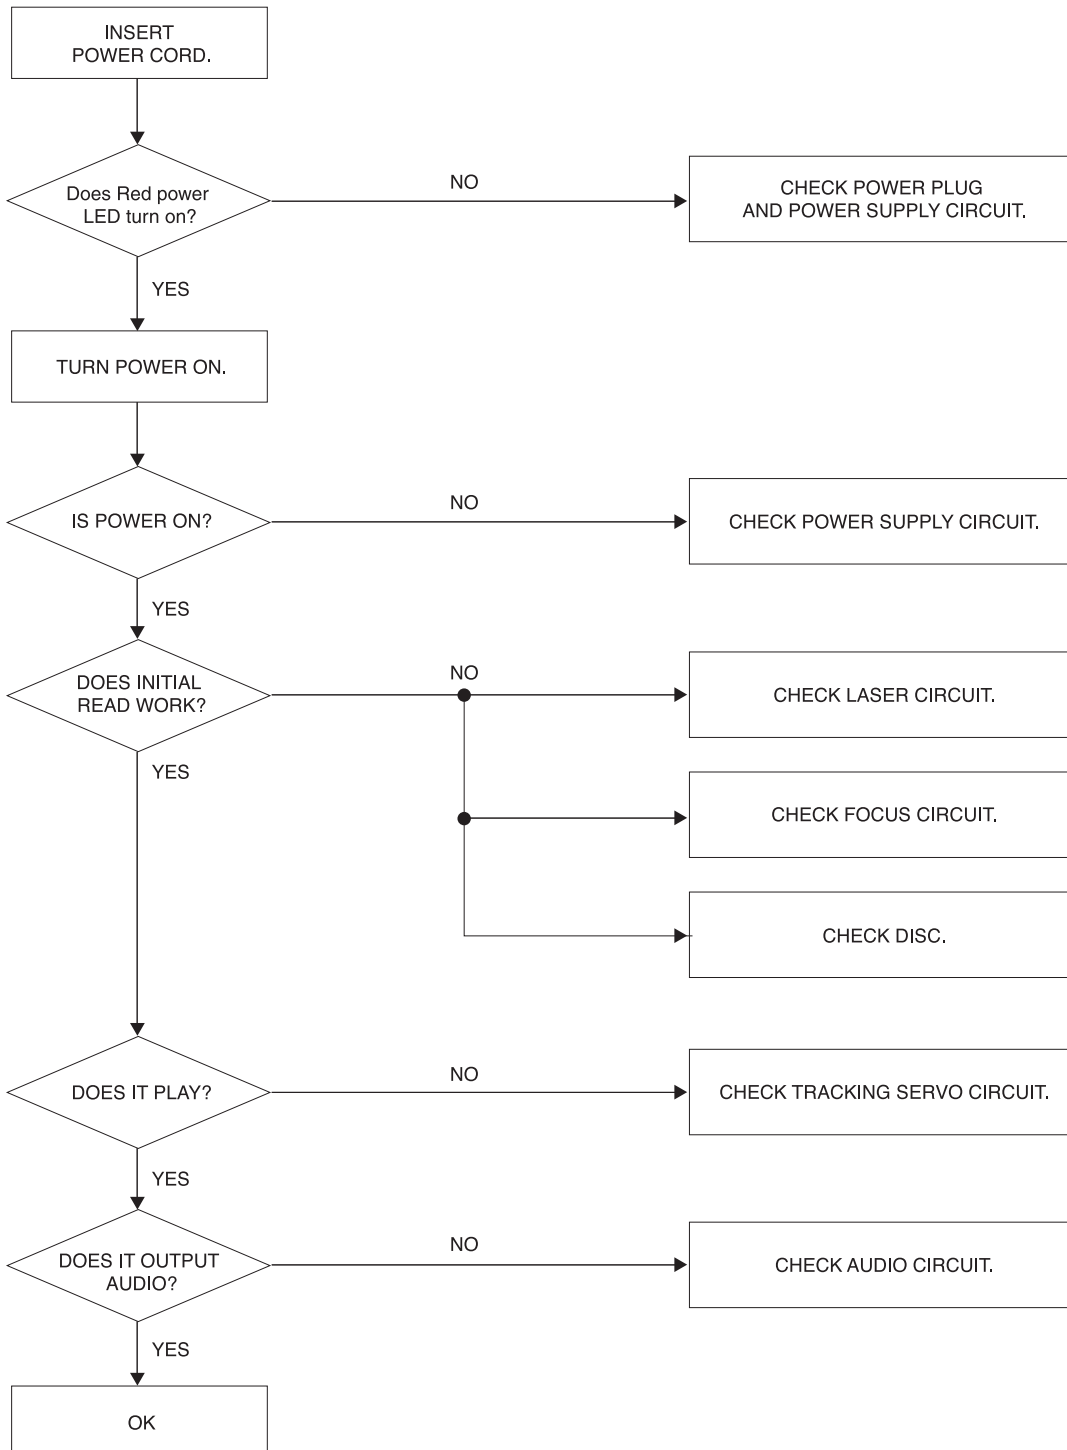 INSERT
POWER CORD.
Does Red power
LED turn on?
NO
CHECK POWER PLUG
AND POWER SUPPLY CIRCUIT.
YES
TURN POWER ON.
IS POWER ON?
NO
CHECK POWER SUPPLY CIRCUIT.
YES
DOES INITIAL
READ WORK?
NO
CHECK LASER CIRCUIT.
YES
CHECK FOCUS CIRCUIT.
CHECK DISC.
DOES IT PLAY?
NO
CHECK TRACKING SERVO CIRCUIT.
YES
DOES IT OUTPUT
AUDIO?
NO
CHECK AUDIO CIRCUIT.
YES
OK